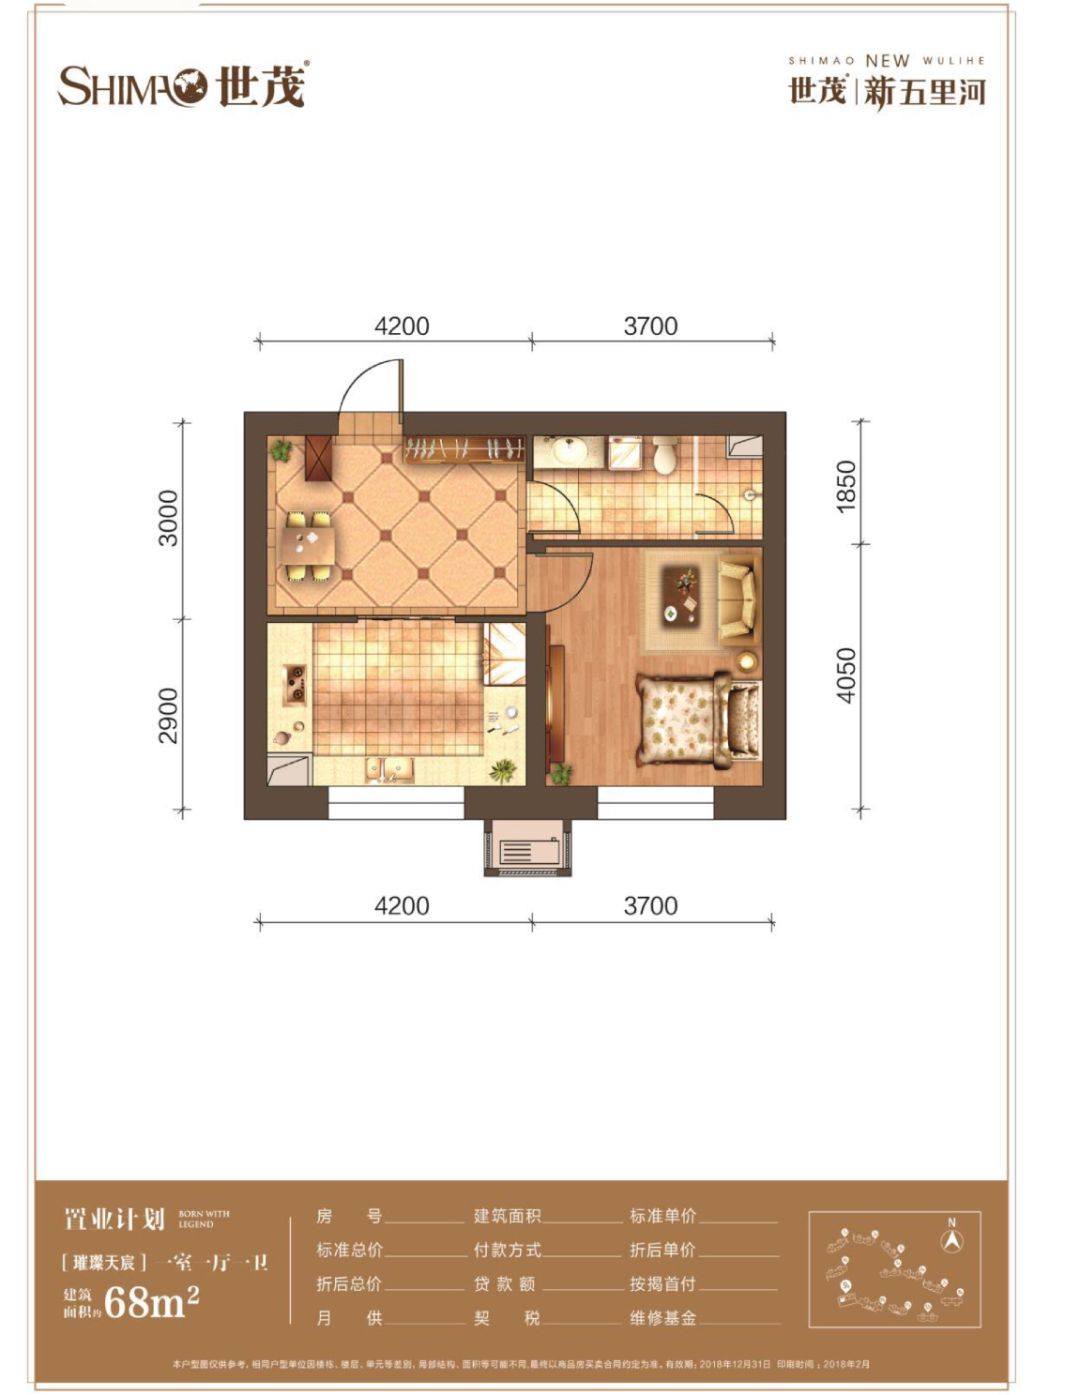 SHIMAO 世茂®
SHIMAO NEW WULIHE
世茂® | 新五里河
4200 3700
3000
1850
2900
4050
4200 3700
置业计划 BORN WITH LEGEND
[ 璀璨天宸 ] 一室一厅一卫
建筑面积约 68m²
房 号 建筑面积 标准单价
标准总价 付款方式 折后单价
折后总价 贷款额 按揭首付
月 供 契 税 维修基金
N
本户型图仅供参考，相同户型单位因楼栋、楼层、单元等差别，局部结构、面积等可能不同，最终以商品房买卖合同约定为准。有效期：2018年12月31日 印刷时间：2018年2月